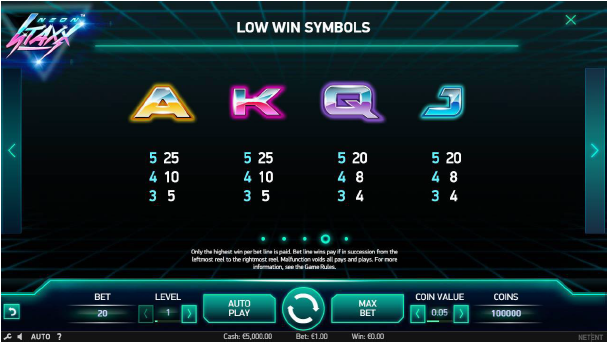 NEON
STAXX™
LOW WIN SYMBOLS
A K Q J
5 25 5 25 5 20 5 20
4 10 4 10 4 8 4 8
3 5 3 5 3 4 3 4
Only the highest win per bet line is paid. Bet line wins pay if in succession from the
leftmost reel to the rightmost reel. Malfunction voids all pays and plays. For more
information, see the Game Rules.
BET LEVEL AUTO PLAY MAX BET COIN VALUE COINS
20 1 0.05 100000
AUTO ? Cash: €5,000.00 Bet: €1.00 Win: €0.00 NETENT